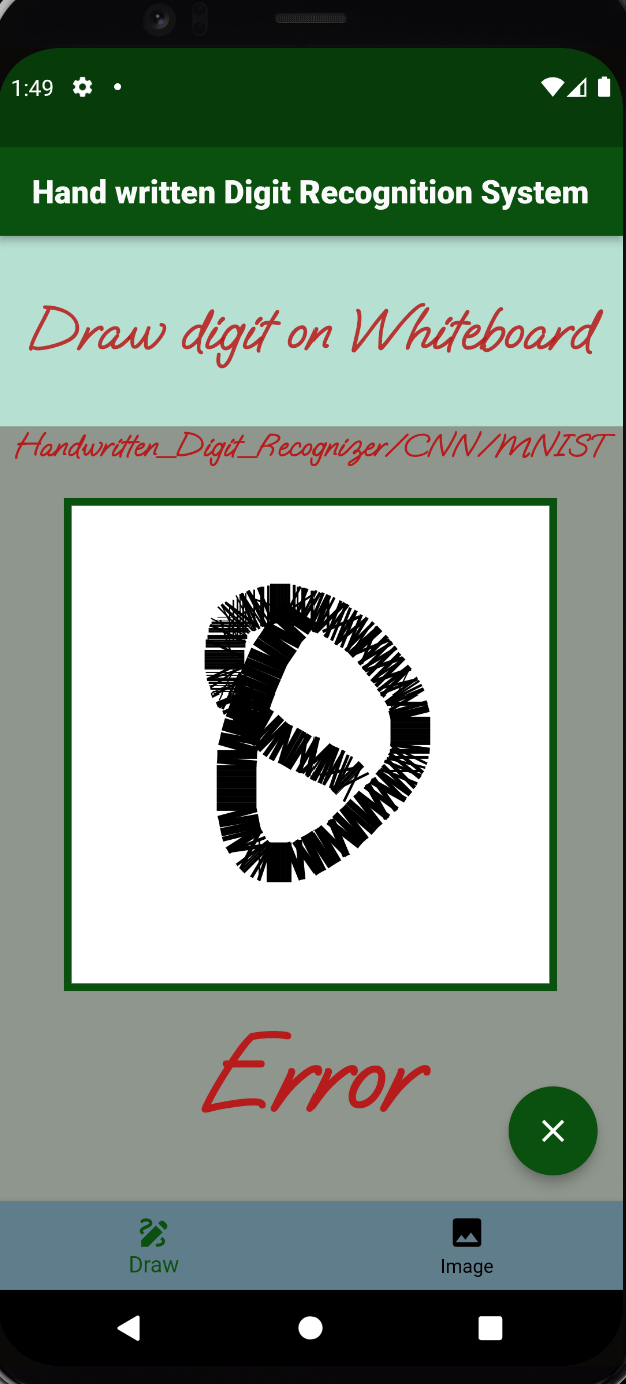 1:49
Hand written Digit Recognition System
Draw digit on Whiteboard
Handwritten_Digit_Recognizer/CNN/MNIST
Error
Draw
Image